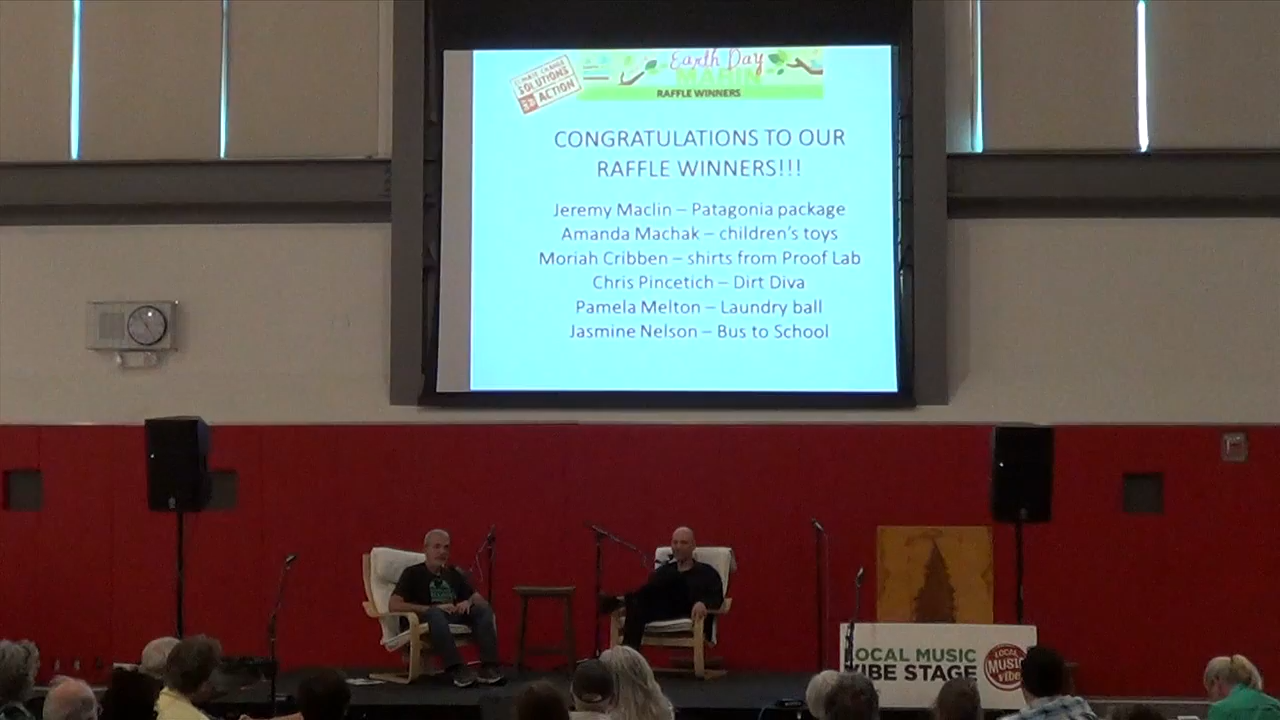 CLIMATE CHANGE
SOLUTIONS
ACTION
Earth Day
MARIN
RAFFLE WINNERS
CONGRATULATIONS TO OUR
RAFFLE WINNERS!!!
Jeremy Maclin – Patagonia package
Amanda Machak – children's toys
Moriah Cribben – shirts from Proof Lab
Chris Pincetich – Dirt Diva
Pamela Melton – Laundry ball
Jasmine Nelson – Bus to School
LOCAL MUSIC
VIBE STAGE
LOCAL
MUSIC
Vibe